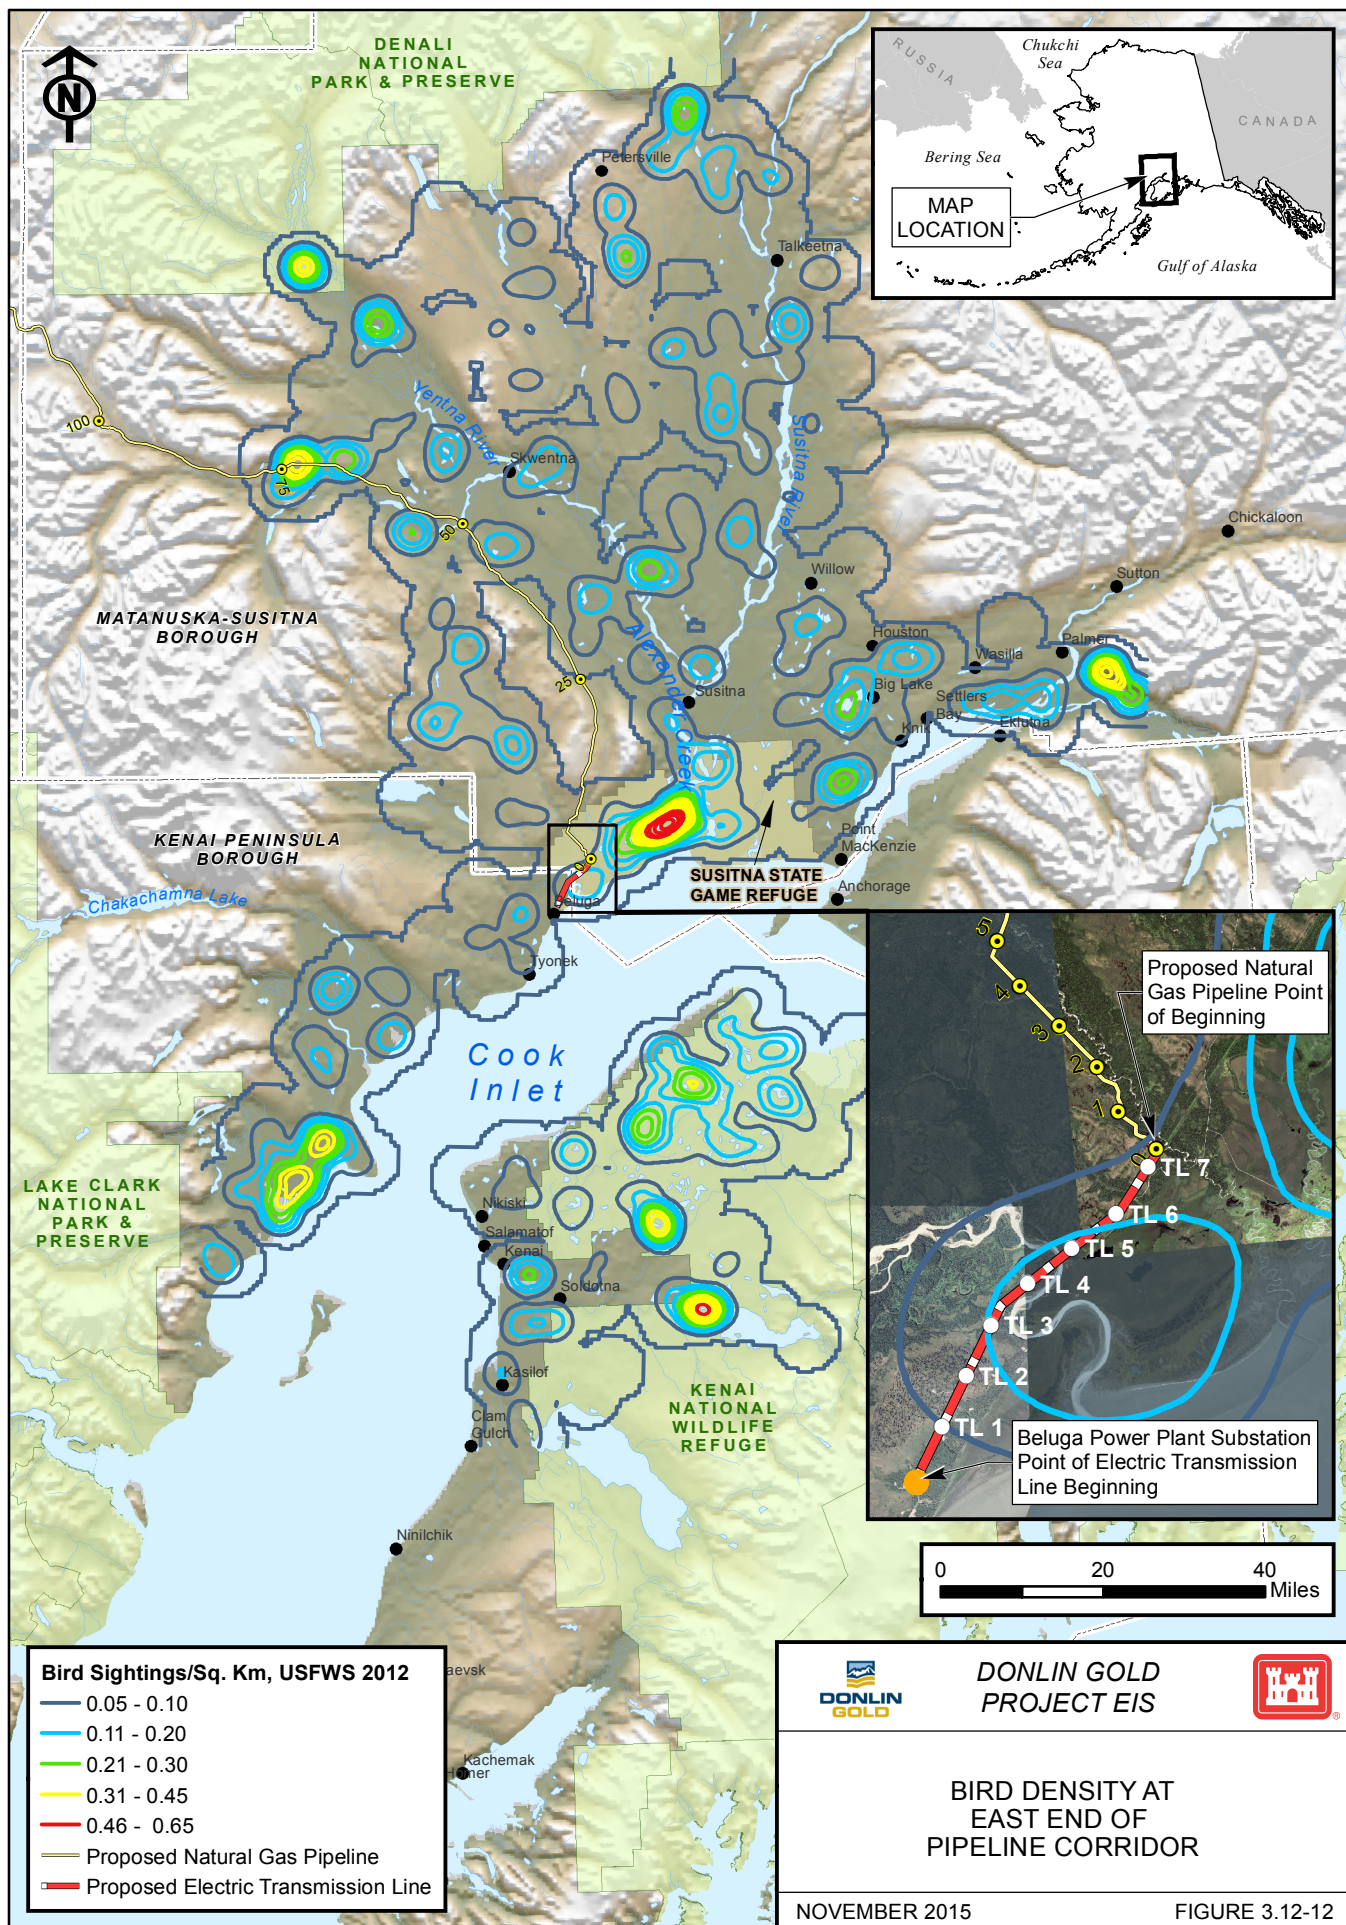 DENALI
NATIONAL
PARK & PRESERVE
N
RUSSIA
Chukchi
Sea
CANADA
Bering Sea
MAP
LOCATION
Gulf of Alaska
Petersville
Talkeetna
Yentna River
Skwentna
Susitna River
100
75
50
25
0
Chickaloon
Willow
Sutton
MATANUSKA-SUSITNA
BOROUGH
Alexander Creek
Houston
Wasilla
Palmer
Susitna
Big Lake
Settlers
Bay
Knik
Eklutna
KENAI PENINSULA
BOROUGH
Chakachamna Lake
Point
MacKenzie
SUSITNA STATE
GAME REFUGE
Anchorage
Beluga
Tyonek
Cook
Inlet
5
4
3
2
1
0
Proposed Natural
Gas Pipeline Point
of Beginning
TL 7
TL 6
TL 5
TL 4
TL 3
TL 2
TL 1
Beluga Power Plant Substation
Point of Electric Transmission
Line Beginning
LAKE CLARK
NATIONAL
PARK &
PRESERVE
Nikiski
Salamatof
Kenai
Soldotna
Kasilof
Clam
Gulch
KENAI
NATIONAL
WILDLIFE
REFUGE
Ninilchik
0 20 40
Miles
aevsk
Kachemak
Homer
Bird Sightings/Sq. Km, USFWS 2012
0.05 - 0.10
0.11 - 0.20
0.21 - 0.30
0.31 - 0.45
0.46 - 0.65
Proposed Natural Gas Pipeline
Proposed Electric Transmission Line
DONLIN
GOLD
DONLIN GOLD
PROJECT EIS
®
BIRD DENSITY AT
EAST END OF
PIPELINE CORRIDOR
NOVEMBER 2015
FIGURE 3.12-12